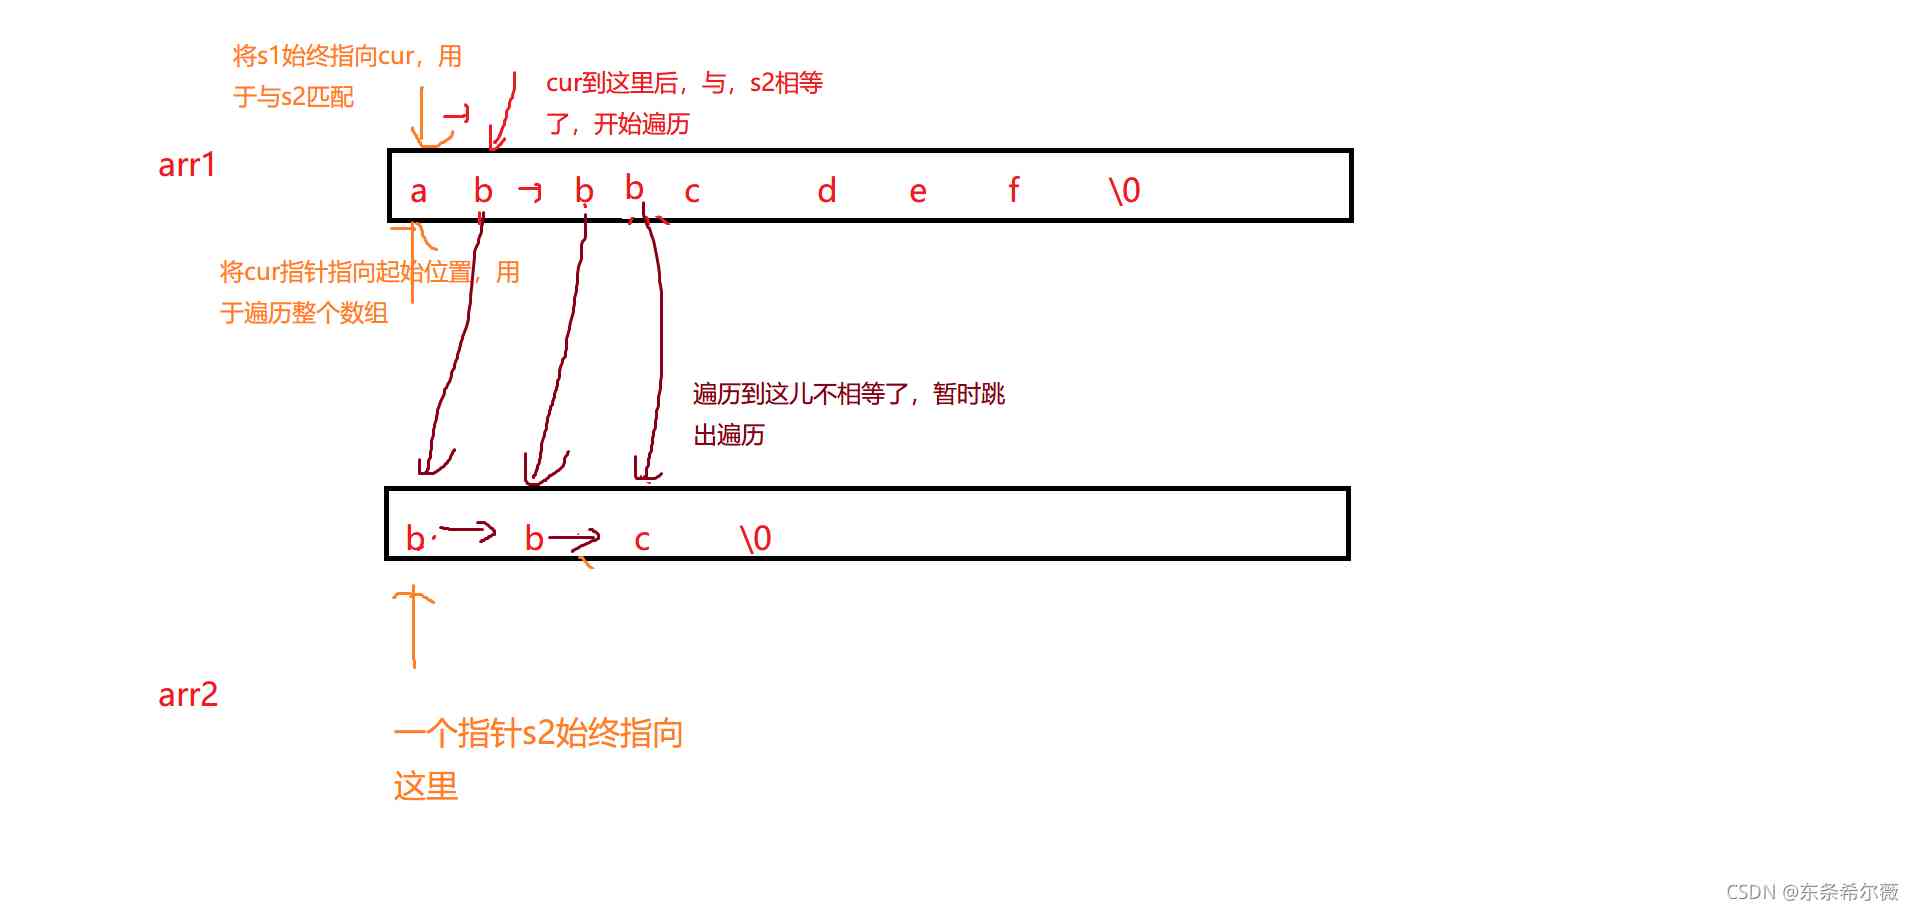 将s1始终指向cur，用
于与s2匹配
cur到这里后，与，s2相等
了，开始遍历
arr1
a b b b c d e f \0
将cur指针指向起始位置，用
于遍历整个数组
遍历到这儿不相等了，暂时跳
出遍历
b b c \0
arr2
一个指针s2始终指向
这里
CSDN @东条希尔薇